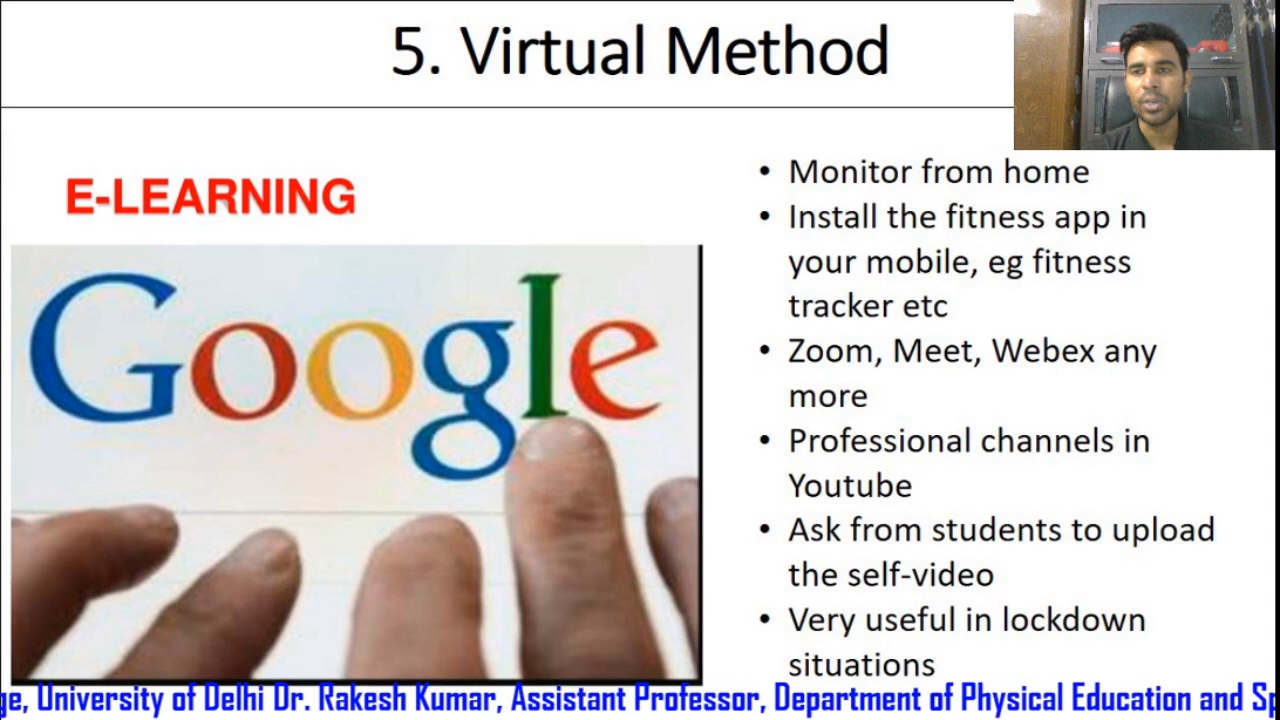 5. Virtual Method
E-LEARNING
Google
• Monitor from home
• Install the fitness app in
your mobile, eg fitness
tracker etc
• Zoom, Meet, Webex any
more
• Professional channels in
Youtube
• Ask from students to upload
the self-video
• Very useful in lockdown
situations
ge, University of Delhi Dr. Rakesh Kumar, Assistant Professor, Department of Physical Education and Sp